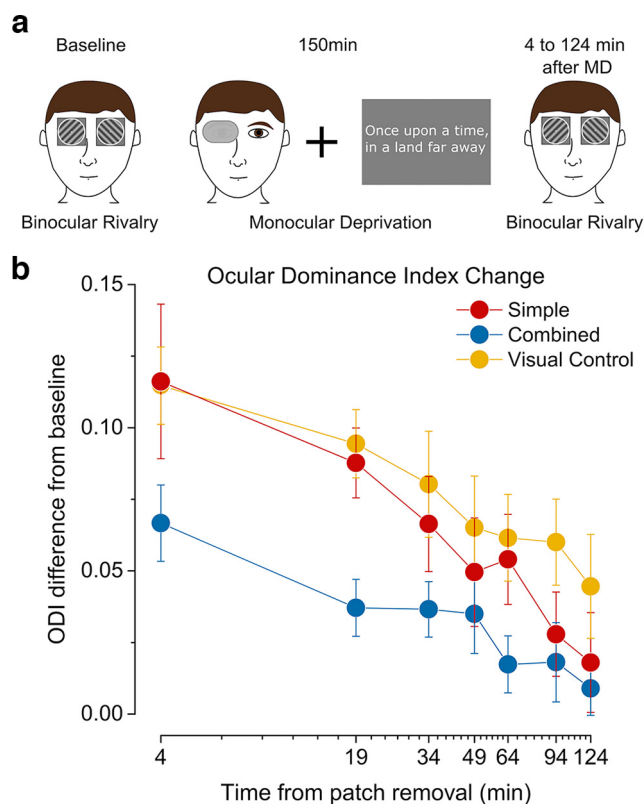 a
Baseline
150min
4 to 124 min
after MD
Once upon a time,
in a land far away
Binocular Rivalry
Monocular Deprivation
Binocular Rivalry
b
Ocular Dominance Index Change
Simple
Combined
Visual Control
ODI difference from baseline
0.15
0.10
0.05
0.00
4 19 34 49 64 94 124
Time from patch removal (min)